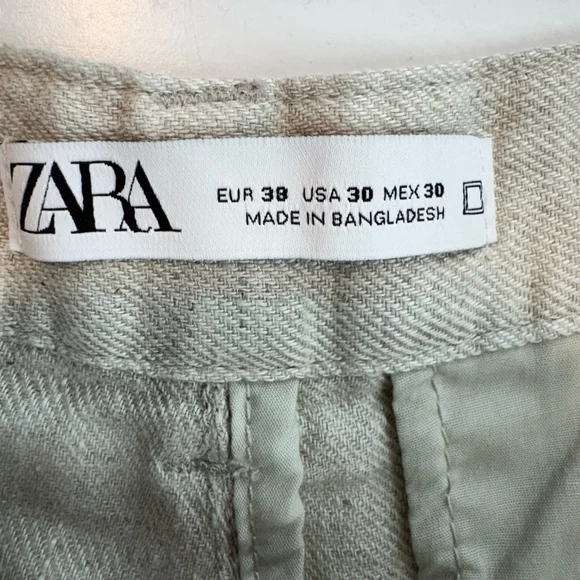 ZARA
EUR 38 USA 30 MEX 30
MADE IN BANGLADESH